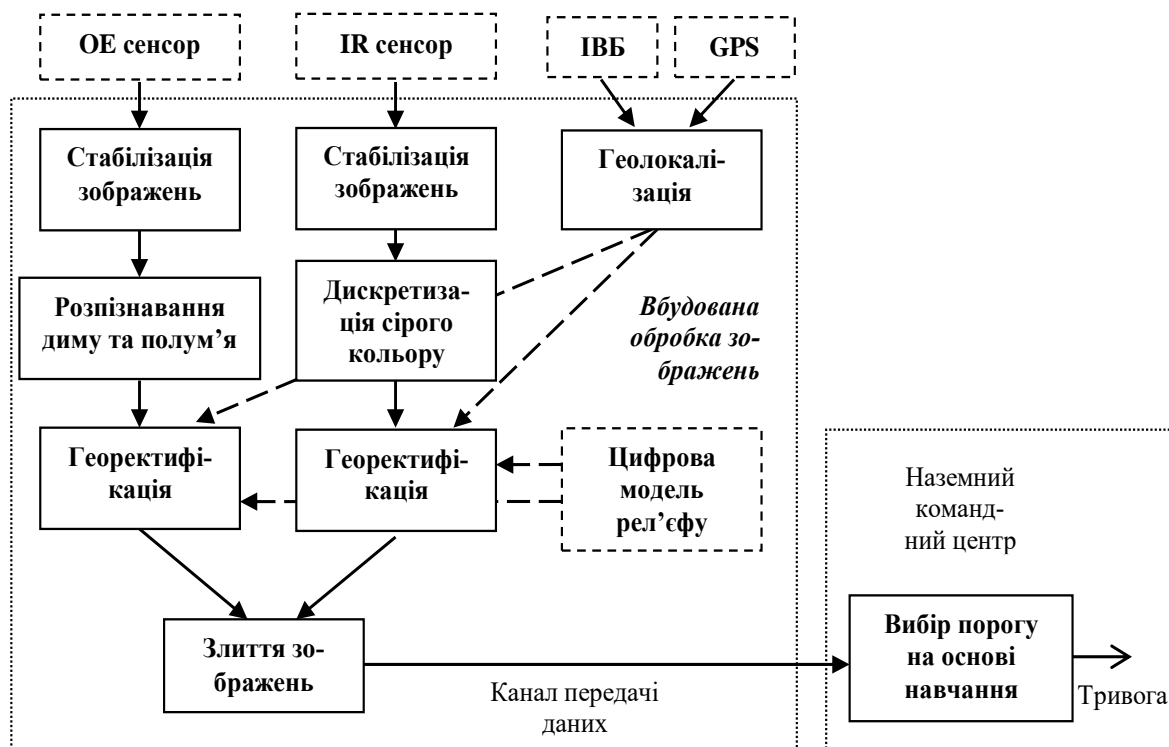 ОЕ сенсор
IR сенсор
ІВБ
GPS
Стабілізація
зображень
Стабілізація
зображень
Геолокалі-
зація
Розпізнавання
диму та полум’я
Дискретиза-
ція сірого
кольору
Вбудована
обробка зо-
бражень
Георектифі-
кація
Георектифі-
кація
Цифрова
модель
рел’єфу
Наземний
команд-
ний центр
Злиття зо-
бражень
Канал передачі
даних
Вибір порогу
на основі
навчання
Тривога